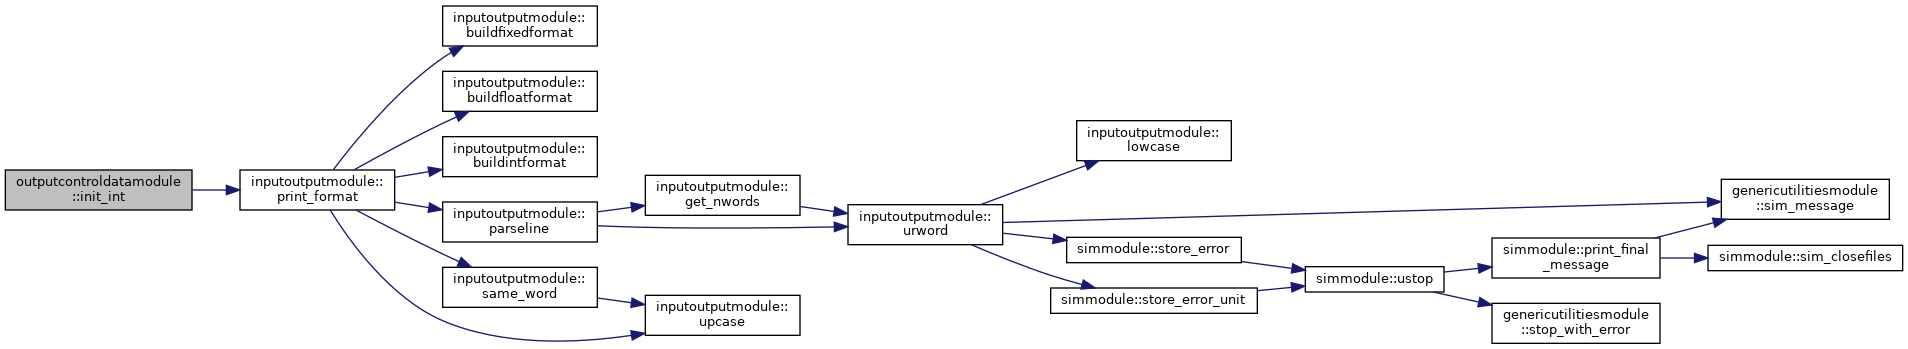 outputcontroldatamodule
::init_int
inputoutputmodule::
print_format
inputoutputmodule::
buildfixedformat
inputoutputmodule::
buildfloatformat
inputoutputmodule::
buildintformat
inputoutputmodule::
parseline
inputoutputmodule::
same_word
inputoutputmodule::
get_nwords
inputoutputmodule::
upcase
inputoutputmodule::
urword
inputoutputmodule::
lowcase
simmodule::store_error
simmodule::store_error_unit
simmodule::ustop
simmodule::print_final
_message
genericutilitiesmodule
::stop_with_error
genericutilitiesmodule
::sim_message
simmodule::sim_closefiles